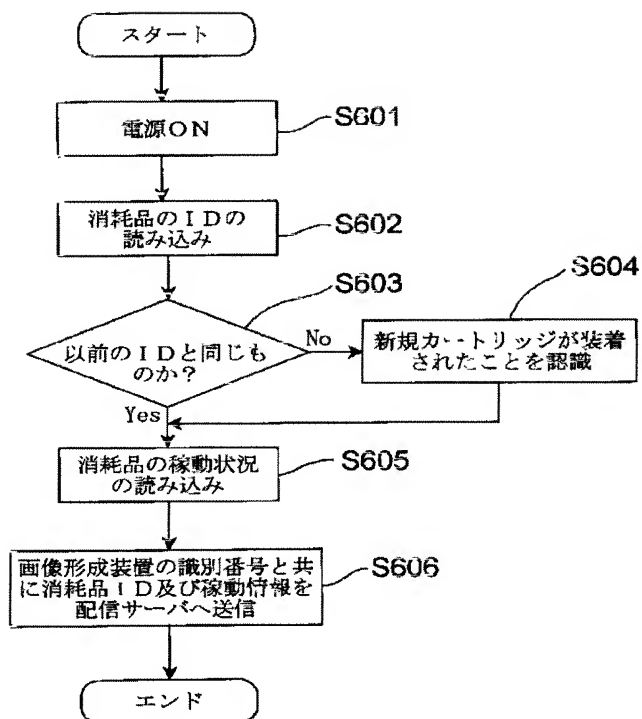 スタート
電源ON
S601
消耗品のIDの
読み込み
S602
S603
以前のIDと同じも
のか?
No
S604
新規カートリッジが装着
されたことを認識
Yes
消耗品の稼動状況
の読み込み
S605
画像形成装置の識別番号と共
に消耗品ID及び稼動情報を
配信サーバへ送信
S606
エンド